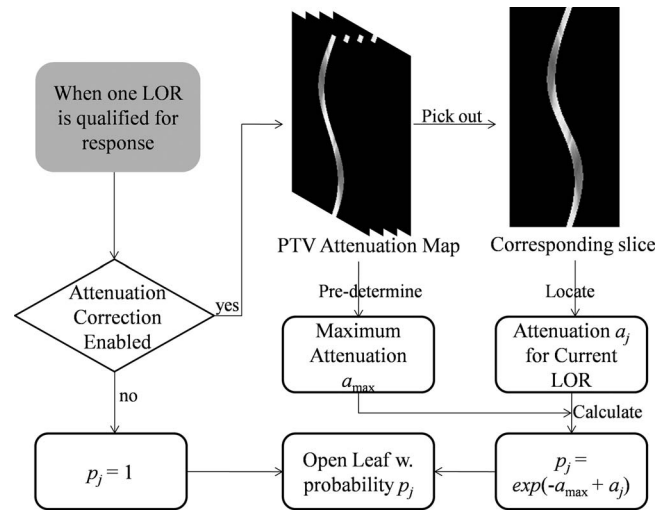 When one LOR
is qualified for
response
Pick out
PTV Attenuation Map
Corresponding slice
Attenuation
Correction
Enabled
yes
Pre-determine
Locate
Maximum
Attenuation
a_max
Attenuation a_j
for Current
LOR
no
Calculate
p_j = 1
Open Leaf w.
probability p_j
p_j =
exp(-a_max + a_j)